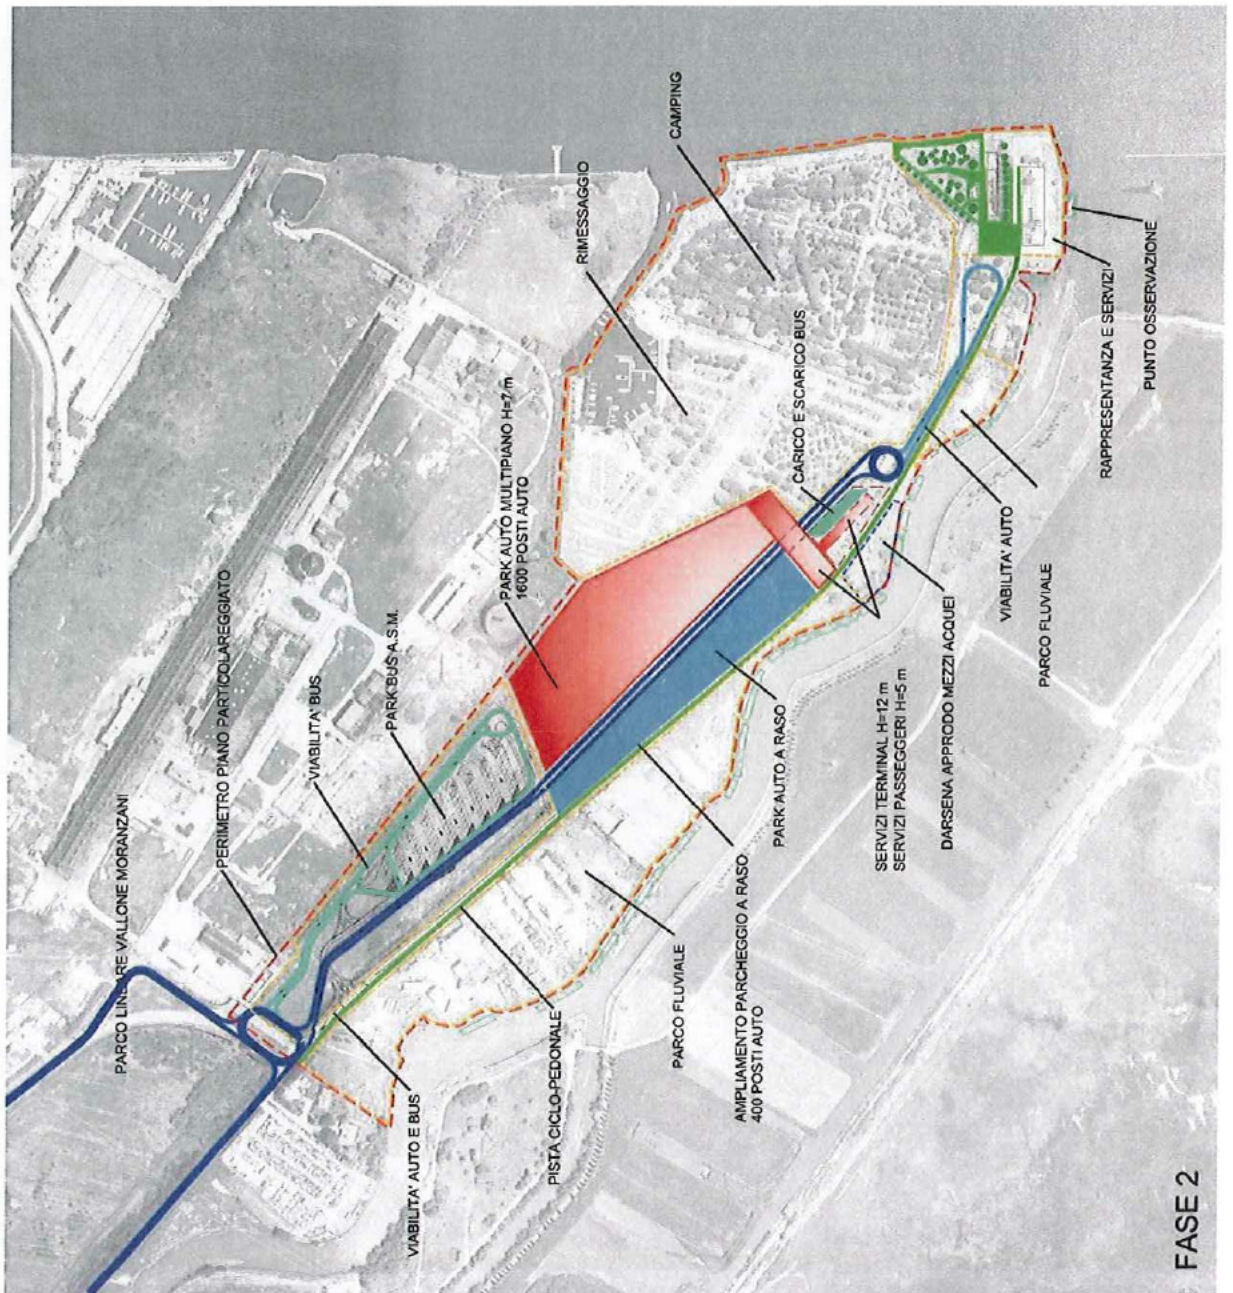 PARCO LINEARE VALLONE MORANZANI
PERIMETRO PIANO PARTICOLAREGGIATO
VIABILITA' BUS
PARK BUS A.S.M.
PARK AUTO MULTIPIANO H=7 m
1600 POSTI AUTO
RIMESSAGGIO
CAMPING
CARICO E SCARICO BUS
VIABILITA' AUTO E BUS
PISTA CICLO-PEDONALE
PARCO FLUVIALE
AMPLIAMENTO PARCHEGGIO A RASO
400 POSTI AUTO
PARK AUTO A RASO
SERVIZI TERMINAL H=12 m
SERVIZI PASSEGGERI H=5 m
DARSENA APPRODO MEZZI ACQUEI
VIABILITA' AUTO
PARCO FLUVIALE
RAPPRESENTANZA E SERVIZI
PUNTO OSSERVAZIONE
FASE 2